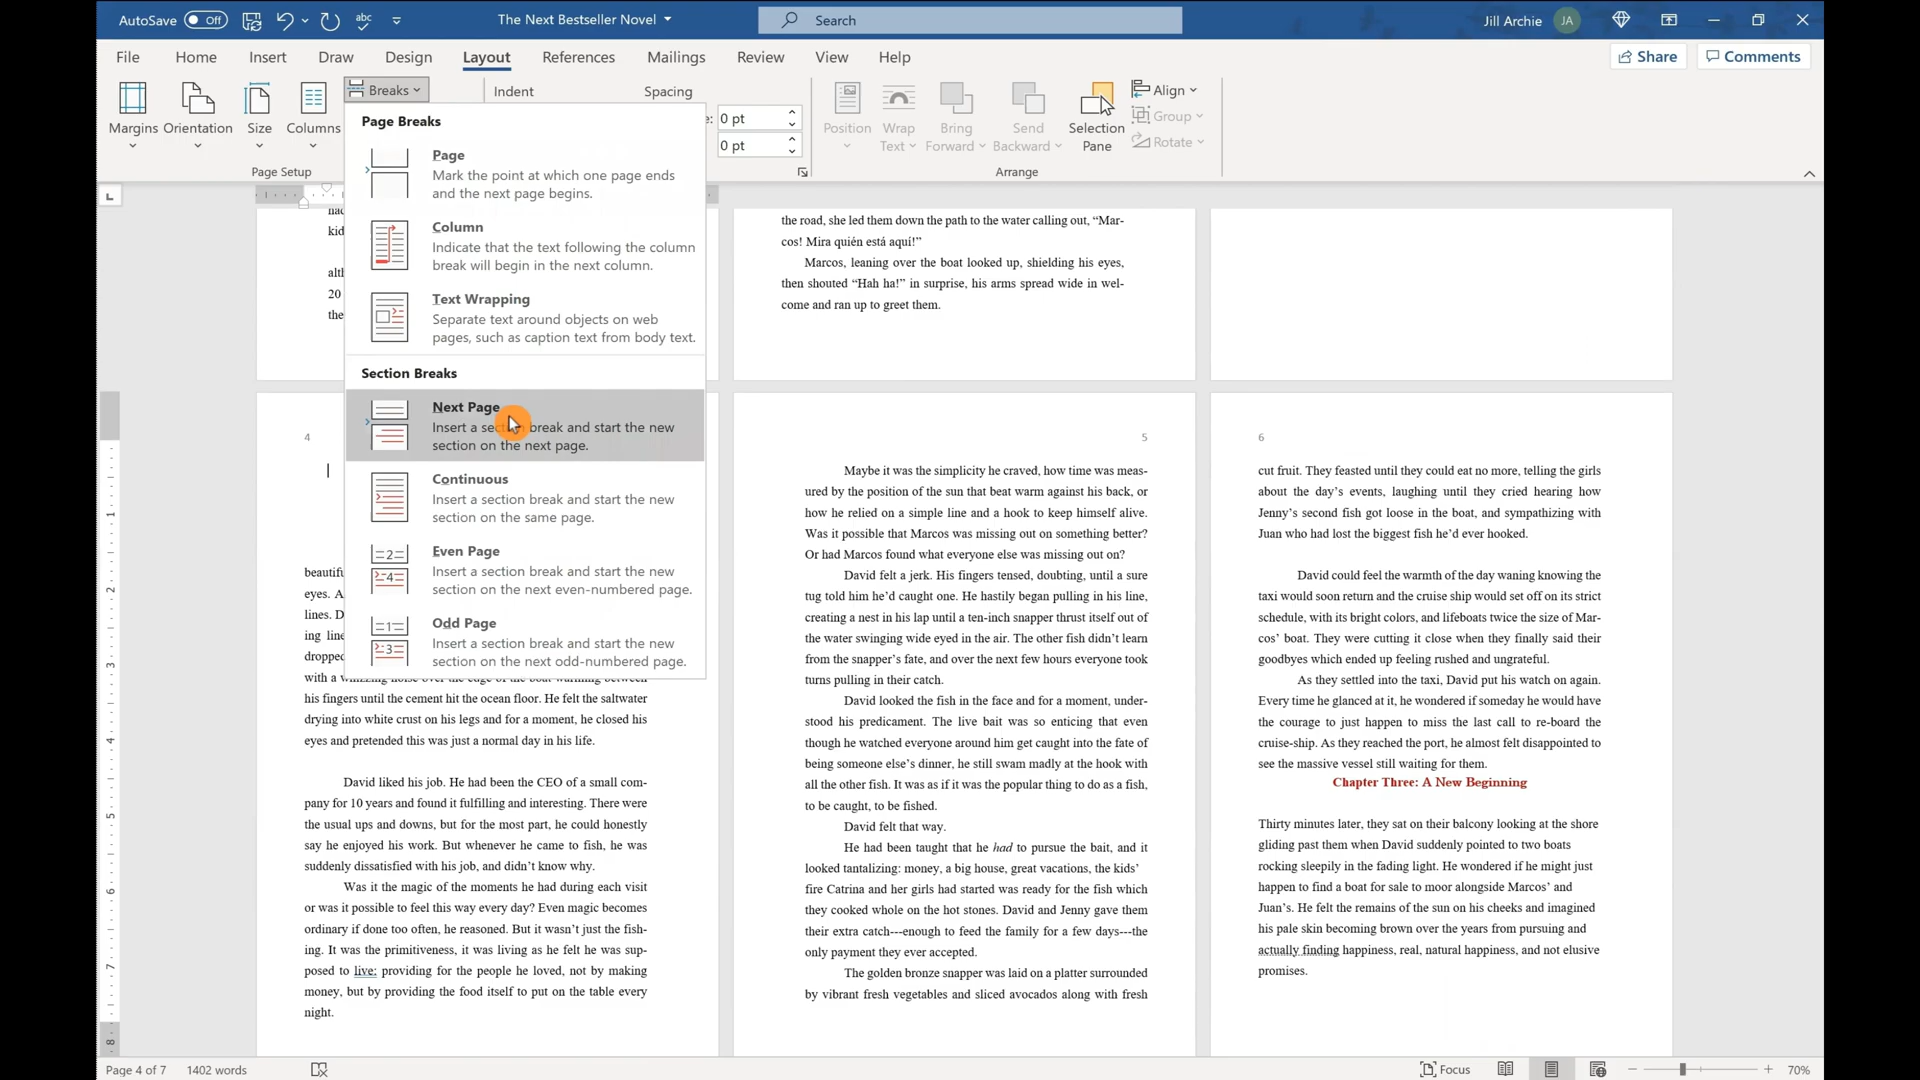 AutoSave Off
abc
The Next Bestseller Novel
Search
Jill Archie JA
File Home Insert Draw Design Layout References Mailings Review View Help
Share Comments
Margins Orientation Size Columns
Breaks
Indent Spacing
0 pt
0 pt
Position Wrap Text Bring Forward Send Backward Selection Pane
Align
Group
Rotate
Page Setup Arrange
Page Breaks
Page
Mark the point at which one page ends
and the next page begins.
Column
Indicate that the text following the column
break will begin in the next column.
Text Wrapping
Separate text around objects on web
pages, such as caption text from body text.
Section Breaks
Next Page
Insert a section break and start the new
section on the next page.
Continuous
Insert a section break and start the new
section on the same page.
Even Page
=2=
4
Insert a section break and start the new
section on the next even-numbered page.
Odd Page
=1=
3
Insert a section break and start the new
section on the next odd-numbered page.
kid
alth
20
the
the road, she led them down the path to the water calling out, “Mar-
cos! Mira quién está aquí!”
Marcos, leaning over the boat looked up, shielding his eyes,
then shouted “Hah ha!” in surprise, his arms spread wide in wel-
come and ran up to greet them.
4
beautifu
eyes. A
lines. D
ing line
dropped
with a whizzing noise over the edge of the boat warming between
his fingers until the cement hit the ocean floor. He felt the saltwater
drying into white crust on his legs and for a moment, he closed his
eyes and pretended this was just a normal day in his life.
David liked his job. He had been the CEO of a small com-
pany for 10 years and found it fulfilling and interesting. There were
the usual ups and downs, but for the most part, he could honestly
say he enjoyed his work. But whenever he came to fish, he was
suddenly dissatisfied with his job, and didn’t know why.
Was it the magic of the moments he had during each visit
or was it possible to feel this way every day? Even magic becomes
ordinary if done too often, he reasoned. But it wasn’t just the fish-
ing. It was the primitiveness, it was living as he felt he was sup-
posed to live: providing for the people he loved, not by making
money, but by providing the food itself to put on the table every
night.
5
Maybe it was the simplicity he craved, how time was meas-
ured by the position of the sun that beat warm against his back, or
how he relied on a simple line and a hook to keep himself alive.
Was it possible that Marcos was missing out on something better?
Or had Marcos found what everyone else was missing out on?
David felt a jerk. His fingers tensed, doubting, until a sure
tug told him he’d caught one. He hastily began pulling in his line,
creating a nest in his lap until a ten-inch snapper thrust itself out of
the water swinging wide eyed in the air. The other fish didn’t learn
from the snapper’s fate, and over the next few hours everyone took
turns pulling in their catch.
David looked the fish in the face and for a moment, under-
stood his predicament. The live bait was so enticing that even
though he watched everyone around him get caught into the fate of
being someone else’s dinner, he still swam madly at the hook with
all the other fish. It was as if it was the popular thing to do as a fish,
to be caught, to be fished.
David felt that way.
He had been taught that he had to pursue the bait, and it
looked tantalizing: money, a big house, great vacations, the kids’
fire Catrina and her girls had started was ready for the fish which
they cooked whole on the hot stones. David and Jenny gave them
their extra catch---enough to feed the family for a few days---the
only payment they ever accepted.
The golden bronze snapper was laid on a platter surrounded
by vibrant fresh vegetables and sliced avocados along with fresh
6
cut fruit. They feasted until they could eat no more, telling the girls
about the day’s events, laughing until they cried hearing how
Jenny’s second fish got loose in the boat, and sympathizing with
Juan who had lost the biggest fish he’d ever hooked.
David could feel the warmth of the day waning knowing the
taxi would soon return and the cruise ship would set off on its strict
schedule, with its bright colors, and lifeboats twice the size of Mar-
cos’ boat. They were cutting it close when they finally said their
goodbyes which ended up feeling rushed and ungrateful.
As they settled into the taxi, David put his watch on again.
Every time he glanced at it, he wondered if someday he would have
the courage to just happen to miss the last call to re-board the
cruise-ship. As they reached the port, he almost felt disappointed to
see the massive vessel still waiting for them.
Chapter Three: A New Beginning
Thirty minutes later, they sat on their balcony looking at the shore
gliding past them when David suddenly pointed to two boats
rocking sleepily in the fading light. He wondered if he might just
happen to find a boat for sale to moor alongside Marcos’ and
Juan’s. He felt the remains of the sun on his cheeks and imagined
his pale skin becoming brown over the years from pursuing and
actually finding happiness, real, natural happiness, and not elusive
promises.
Page 4 of 7 1402 words
Focus 70%